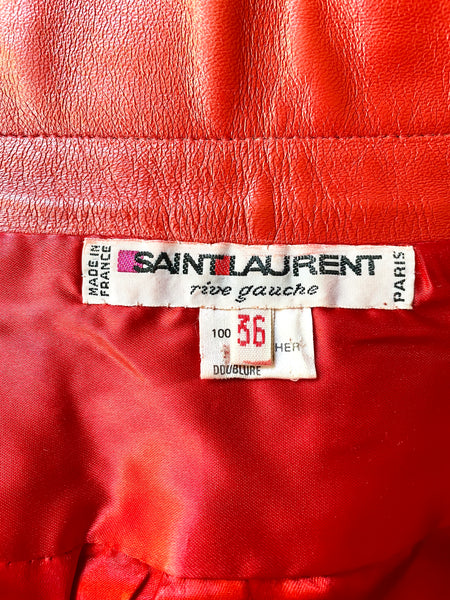 MADE IN
FRANCE
SAINT LAURENT
rive gauche
PARIS
100
36
HER
DOUBLURE